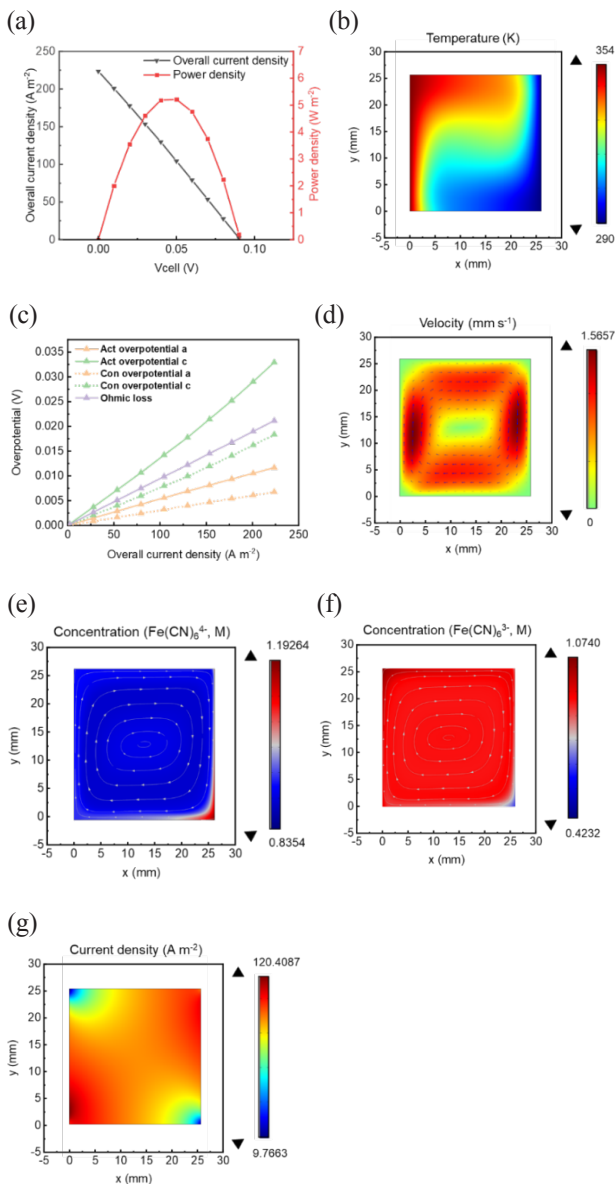 (a)
Overall current density
Power density
Overall current density (A m⁻²)
250
200
150
100
50
0
7
6
5
4
3
2
1
0
Power density (W m⁻²)
0.00 0.05 0.10
Vcell (V)
(b)
Temperature (K)
y (mm)
30
25
20
15
10
5
0
-5
-5 0 5 10 15 20 25 30
x (mm)
354
290
(c)
Act overpotential a
Act overpotential c
Con overpotential a
Con overpotential c
Ohmic loss
Overpotential (V)
0.035
0.030
0.025
0.020
0.015
0.010
0.005
0.000
0 50 100 150 200 250
Overall current density (A m⁻²)
(d)
Velocity (mm s⁻¹)
y (mm)
30
25
20
15
10
5
0
-5
-5 0 5 10 15 20 25 30
x (mm)
1.5657
0
(e)
Concentration (Fe(CN)₆⁴⁻, M)
y (mm)
30
25
20
15
10
5
0
-5
-5 0 5 10 15 20 25 30
x (mm)
1.19264
0.8354
(f)
Concentration (Fe(CN)₆³⁻, M)
y (mm)
30
25
20
15
10
5
0
-5
-5 0 5 10 15 20 25 30
x (mm)
1.0740
0.4232
(g)
Current density (A m⁻²)
y (mm)
30
25
20
15
10
5
0
-5
-5 0 5 10 15 20 25 30
x (mm)
120.4087
9.7663